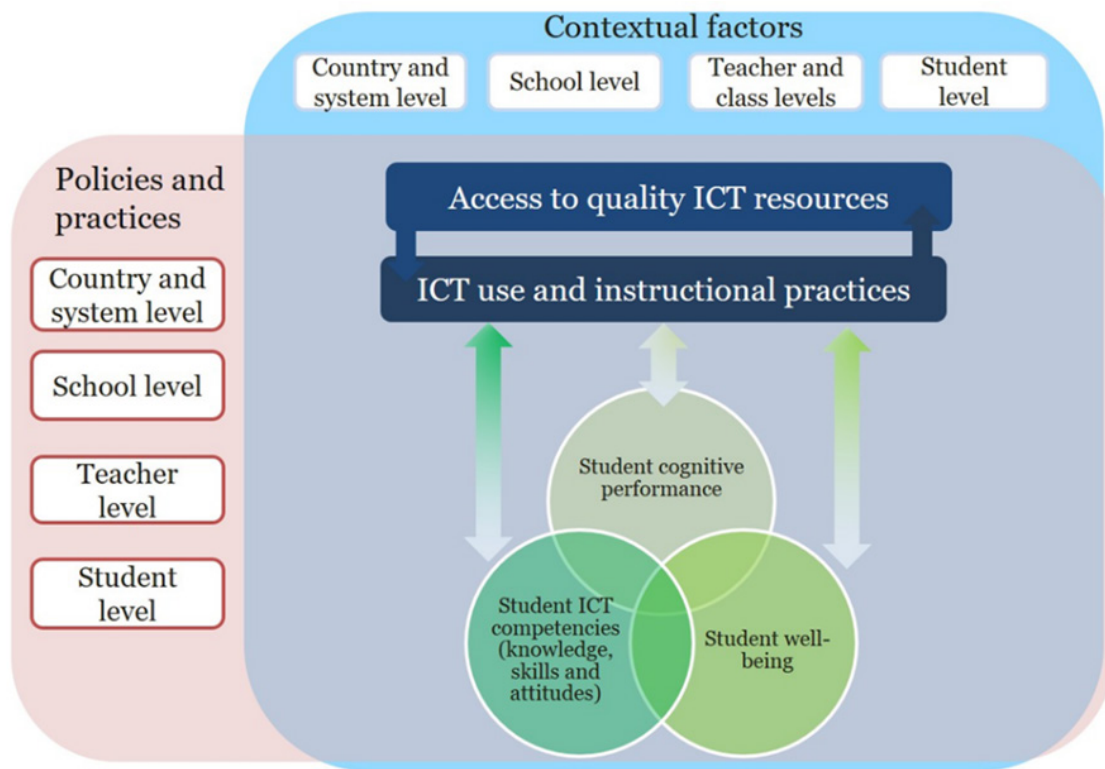 Contextual factors
Country and
system level
School level
Teacher and
class levels
Student
level
Policies and
practices
Country and
system level
School level
Teacher
level
Student
level
Access to quality ICT resources
ICT use and instructional practices
Student cognitive
performance
Student ICT
competencies
(knowledge,
skills and
attitudes)
Student well-
being